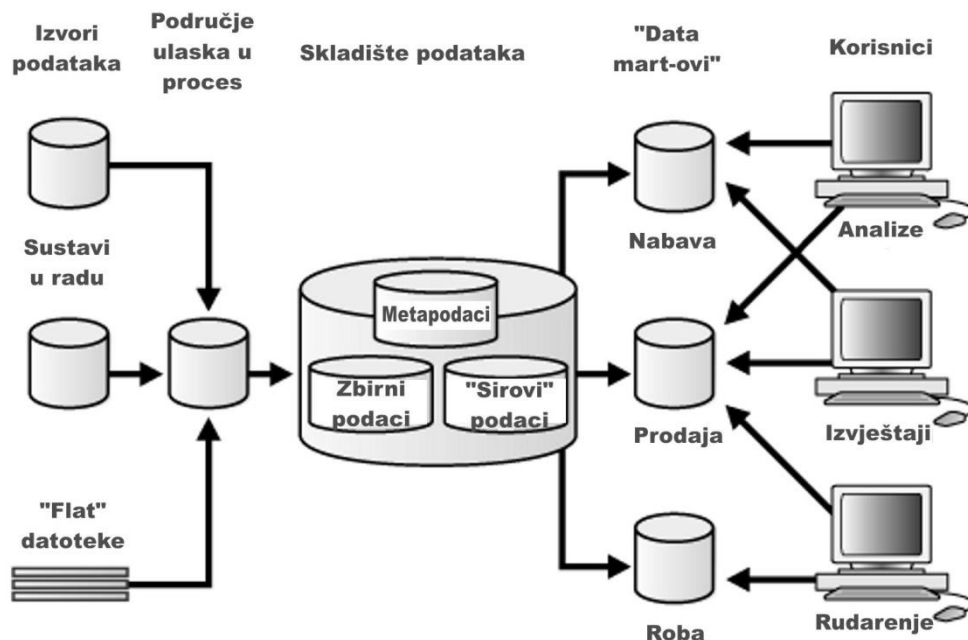 Izvori
podataka
Područje
ulaska u
proces
Skladište podataka
"Data
mart-ovi"
Korisnici
Sustavi
u radu
"Flat"
datoteke
Metapodaci
Zbirni
podaci
"Sirovi"
podaci
Nabava
Prodaja
Roba
Analize
Izvještaji
Rudarenje